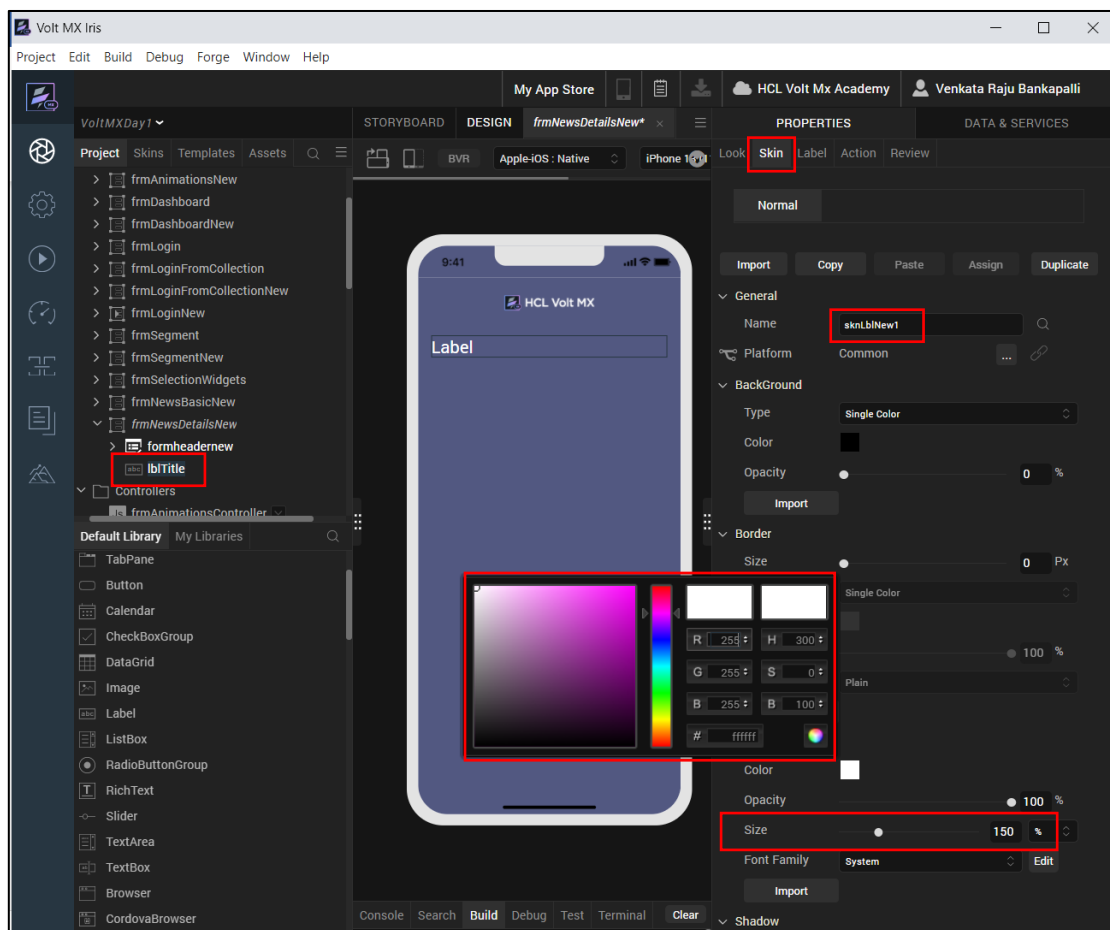 Volt MX Iris
Project Edit Build Debug Forge Window Help
My App Store
HCL Volt Mx Academy
Venkata Raju Bankapalli
VoltMXDay1
STORYBOARD DESIGN frmNewsDetailsNew* ×
PROPERTIES DATA & SERVICES
Project Skins Templates Assets
BVR Apple-iOS : Native
Look Skin Label Action Review
frmAnimationsNew
frmDashboard
frmDashboardNew
frmLogin
frmLoginFromCollection
frmLoginFromCollectionNew
frmLoginNew
frmSegment
frmSegmentNew
frmSelectionWidgets
frmNewsBasicNew
frmNewsDetailsNew
formheadernew
abc lblTitle
Controllers
Js frmAnimationsController
Default Library My Libraries
TabPane
Button
Calendar
CheckBoxGroup
DataGrid
Image
abc Label
ListBox
RadioButtonGroup
RichText
Slider
TextArea
TextBox
Browser
CordovaBrowser
9:41
HCL Volt MX
Label
R 255 H 300
G 255 S 0
B 255 B 100
# ffffff
Console Search Build Debug Test Terminal Clear
Normal
Import Copy Paste Assign Duplicate
General
Name sknLblNew1
Platform Common ...
BackGround
Type Single Color
Color
Opacity 0 %
Import
Border
Size 0 Px
Single Color
100 %
Plain
Color
Opacity 100 %
Size 150 %
Font Family System Edit
Import
Shadow